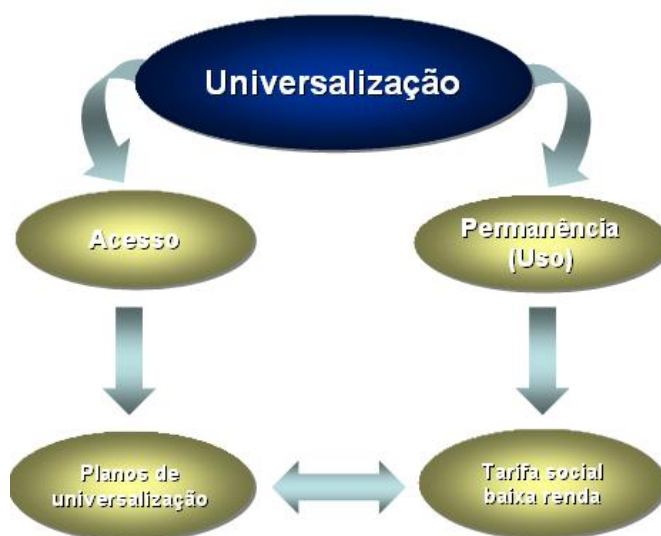 Universalização
Acesso
Permanência
(Uso)
Planos de
universalização
Tarifa social
baixa renda